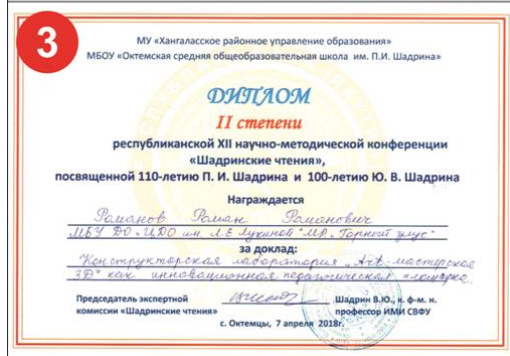 3
МУ «Хангаласское районное управление образования»
МБОУ «Октемская средняя общеобразовательная школа им. П.И. Шадрина»
ДИПЛОМ
II степени
республиканской XII научно-методической конференции
«Шадринские чтения»,
посвященной 110-летию П. И. Шадрина и 100-летию Ю. В. Шадрина
Награждается
Романов Роман Романович
МБУ ДО "ЦДО им. Л.Е Лукиной" МР "Горный улус"
за доклад:
"Конструкторская лаборатория "Art-мастерская
3D" как инновационная педагогическая площадка.
Председатель экспертной
комиссии «Шадринские чтения»
Шадрин В.Ю., к. ф-м. н.
профессор ИМИ СВФУ
с. Октемцы, 7 апреля 2018г.